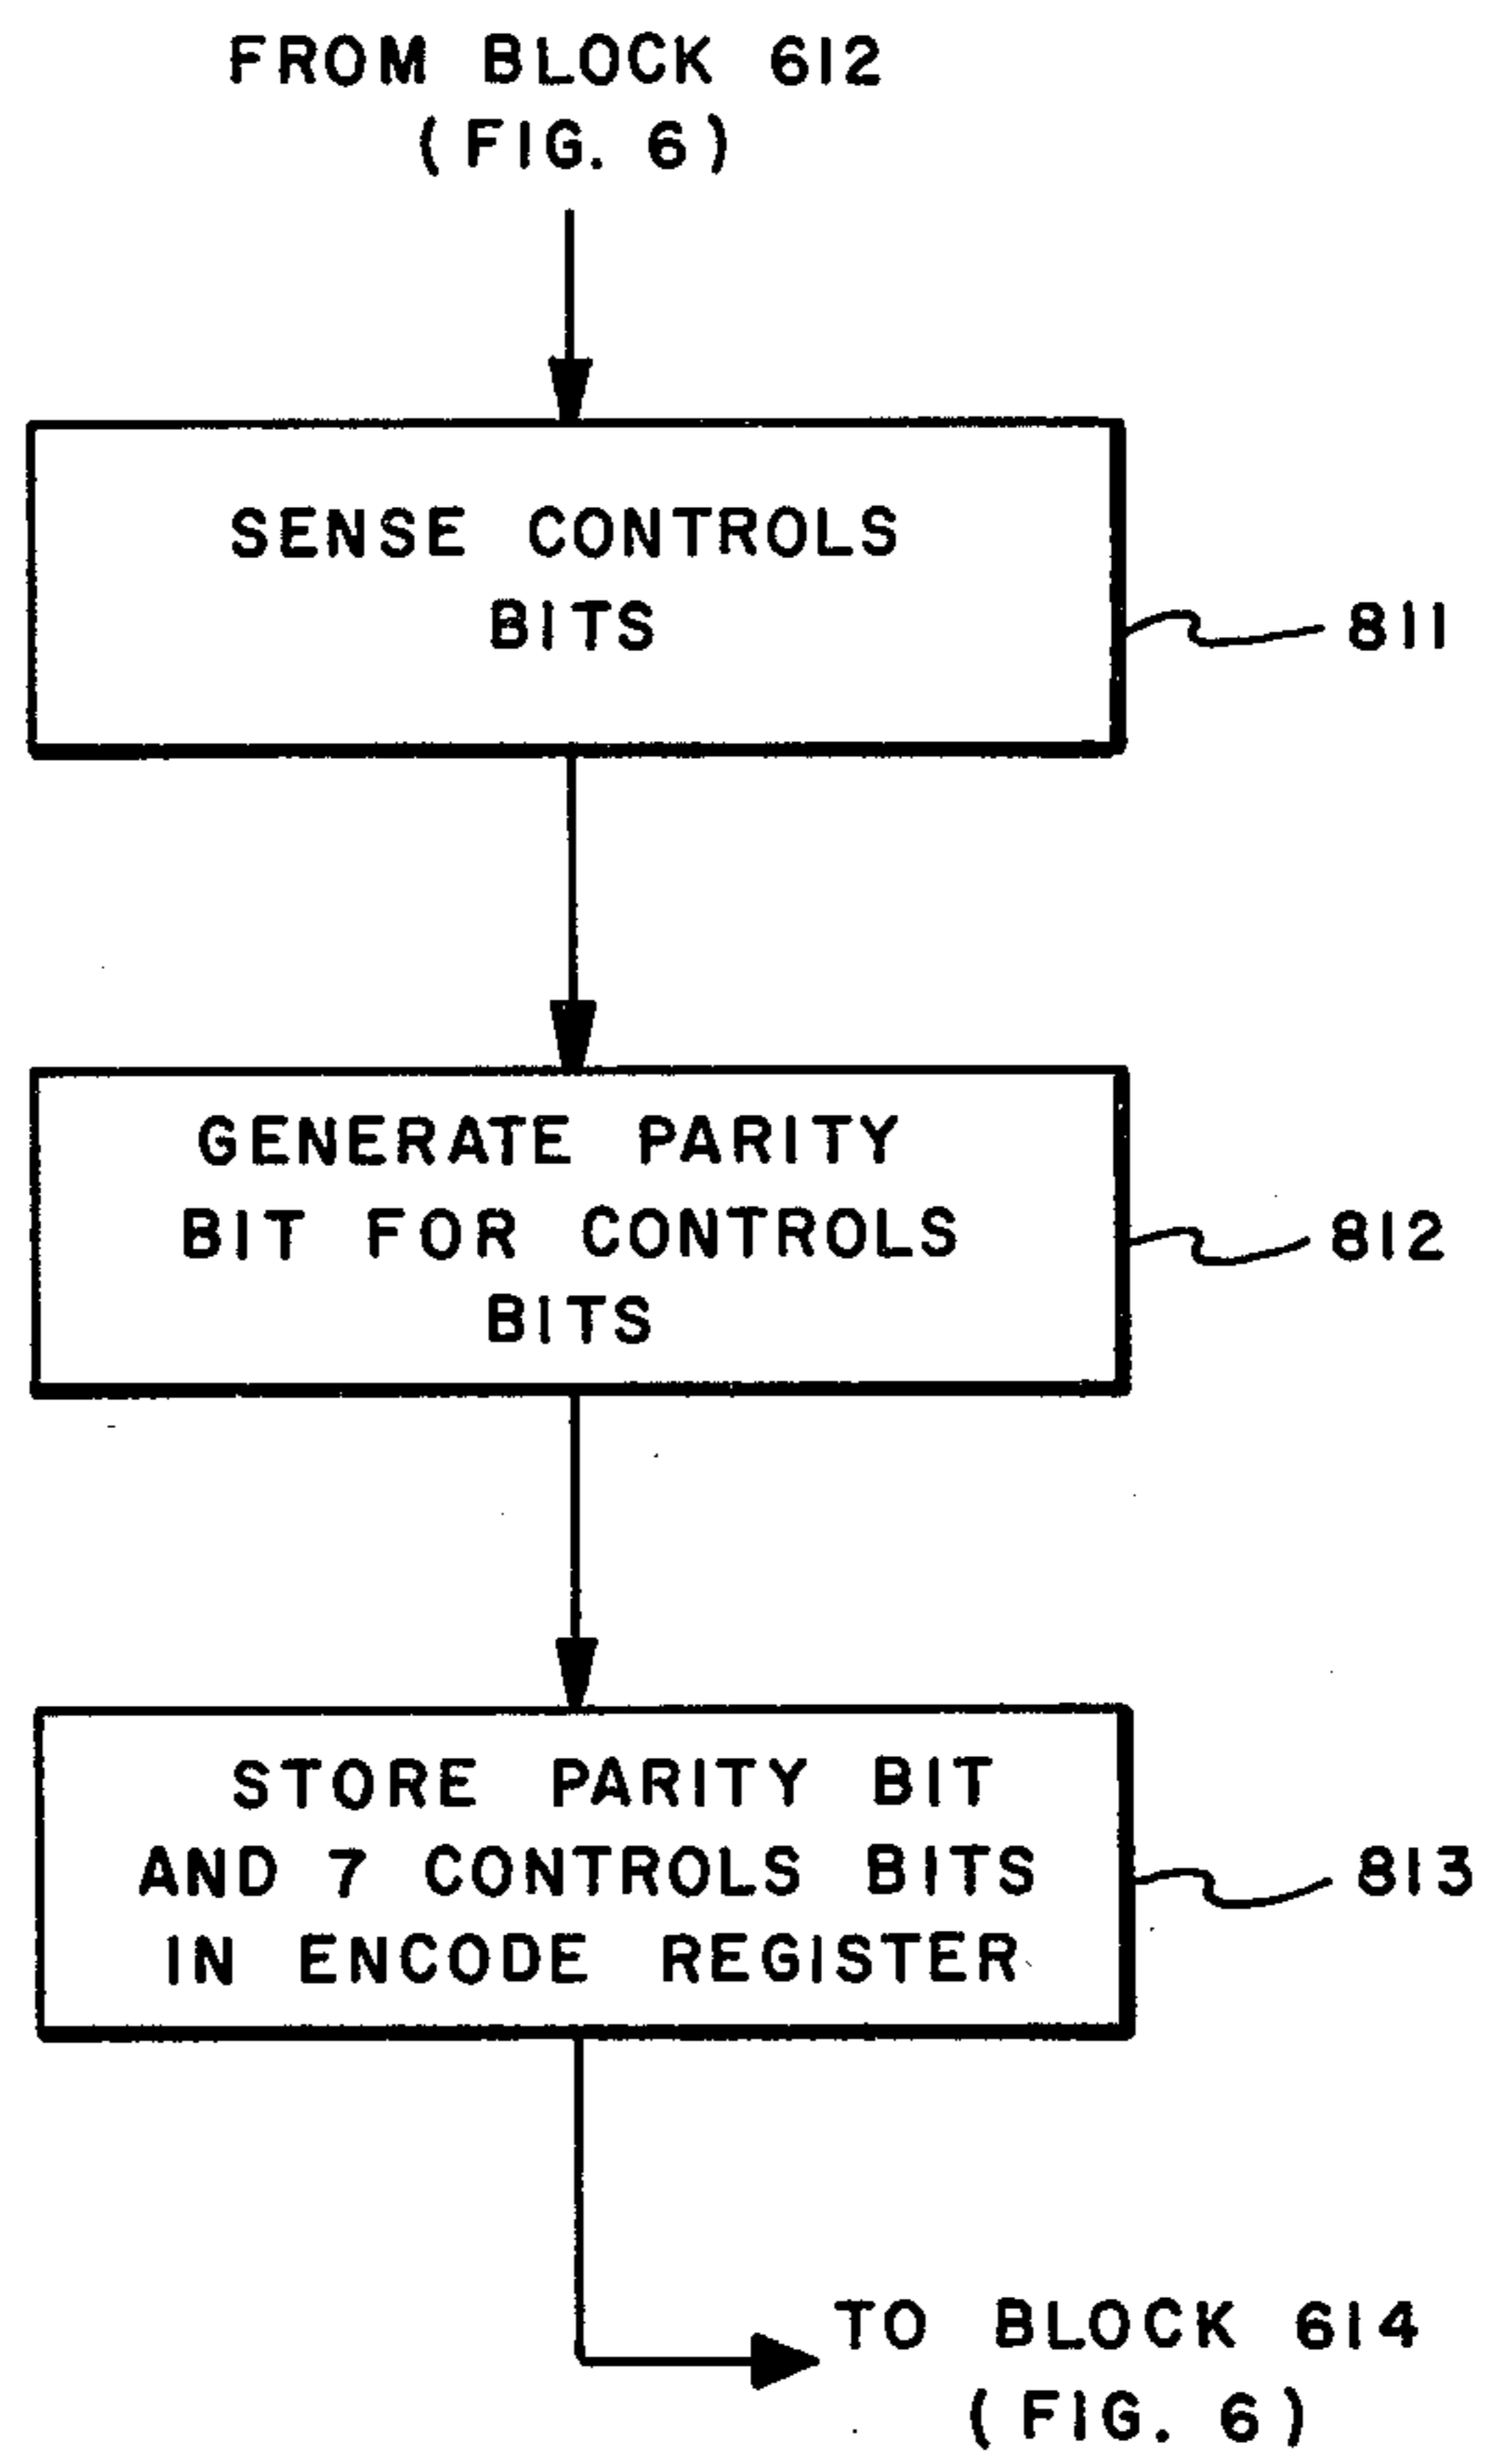 FROM BLOCK 612
(FIG. 6)
SENSE CONTROLS
BITS
811
GENERATE PARITY
BIT FOR CONTROLS
BITS
812
STORE PARITY BIT
AND 7 CONTROLS BITS
IN ENCODE REGISTER
813
TO BLOCK 614
(FIG. 6)